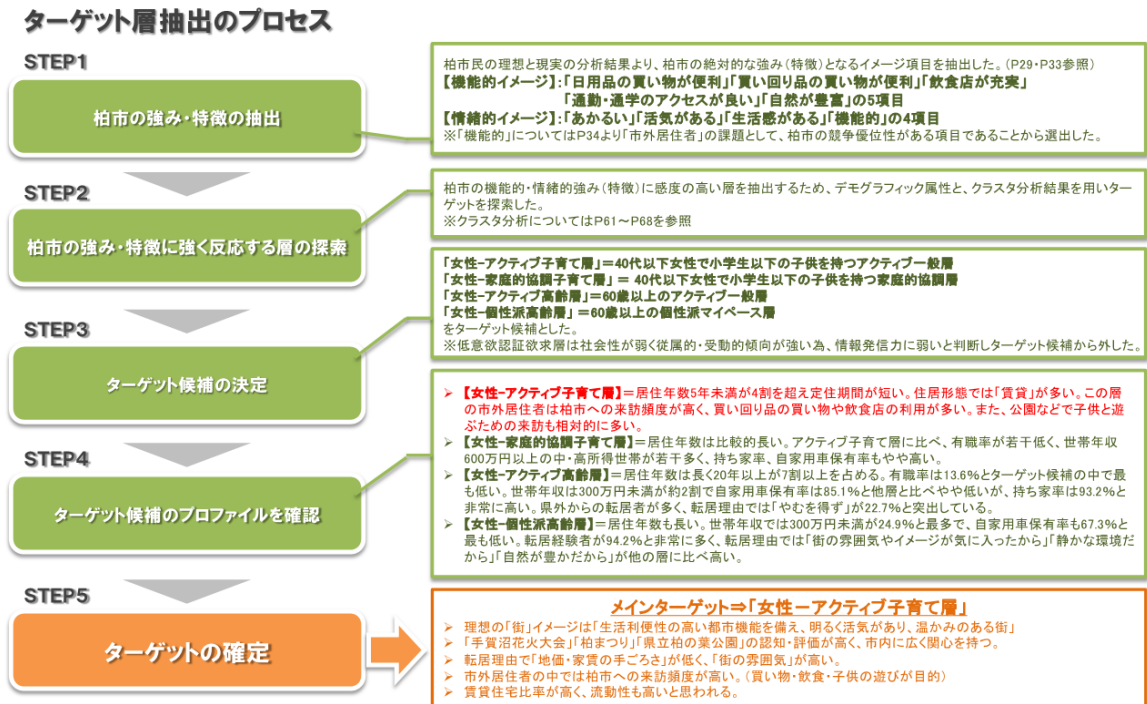 ターゲット層抽出のプロセス
STEP1
柏市の強み・特徴の抽出
柏市民の理想と現実の分析結果より、柏市の絶対的な強み(特徴)となるイメージ項目を抽出した。(P29・P33参照)
【機能的イメージ】:「日用品の買い物が便利」「買い回り品の買い物が便利」「飲食店が充実」
「通勤・通学のアクセスが良い」「自然が豊富」の5項目
【情緒的イメージ】:「あかるい」「活気がある」「生活感がある」「機能的」の4項目
※「機能的」についてはP34より「市外居住者」の課題として、柏市の競争優位性がある項目であることから選出した。
STEP2
柏市の強み・特徴に強く反応する層の探索
柏市の機能的・情緒的強み(特徴)に感度の高い層を抽出するため、デモグラフィック属性と、クラスタ分析結果を用いター
ゲットを探索した。
※クラスタ分析についてはP61～P68を参照
STEP3
ターゲット候補の決定
「女性-アクティブ子育て層」=40代以下女性で小学生以下の子供を持つアクティブ一般層
「女性-家庭的協調子育て層」 = 40代以下女性で小学生以下の子供を持つ家庭的協調層
「女性-アクティブ高齢層」=60歳以上のアクティブ一般層
「女性-個性派高齢層」 =60歳以上の個性派マイペース層
をターゲット候補とした。
※低意欲認証欲求層は社会性が弱く従属的・受動的傾向が強い為、情報発信力に弱いと判断しターゲット候補から外した。
STEP4
ターゲット候補のプロファイルを確認
➢ 【女性-アクティブ子育て層】=居住年数5年未満が4割を超え定住期間が短い。住居形態では「賃貸」が多い。この層
の市外居住者は柏市への来訪頻度が高く、買い回り品の買い物や飲食店の利用が多い。また、公園などで子供と遊
ぶための来訪も相対的に多い。
➢ 【女性-家庭的協調子育て層】=居住年数は比較的長い。アクティブ子育て層に比べ、有職率が若干低く、世帯年収
600万円以上の中・高所得世帯が若干多く、持ち家率、自家用車保有率もやや高い。
➢ 【女性-アクティブ高齢層】=居住年数は長く20年以上が7割以上を占める。有職率は13.6%とターゲット候補の中で最
も低い。世帯年収は300万円未満が約2割で自家用車保有率は85.1%と他層と比べやや低いが、持ち家率は93.2%と
非常に高い。県外からの転居者が多く、転居理由では「やむを得ず」が22.7%と突出している。
➢ 【女性-個性派高齢層】=居住年数も長い。世帯年収では300万円未満が24.9%と最多で、自家用車保有率も67.3%と
最も低い。転居経験者が94.2%と非常に多く、転居理由では「街の雰囲気やイメージが気に入ったから」「静かな環境だ
から」「自然が豊かだから」が他の層に比べ高い。
STEP5
ターゲットの確定
メインターゲット⇒「女性－アクティブ子育て層」
➢ 理想の「街」イメージは「生活利便性の高い都市機能を備え、明るく活気があり、温かみのある街」
➢ 「手賀沼花火大会」「柏まつり」「県立柏の葉公園」の認知・評価が高く、市内に広く関心を持つ。
➢ 転居理由で「地価・家賃の手ごろさ」が低く、「街の雰囲気」が高い。
➢ 市外居住者の中では柏市への来訪頻度が高い。(買い物・飲食・子供の遊びが目的)
➢ 賃貸住宅比率が高く、流動性も高いと思われる。